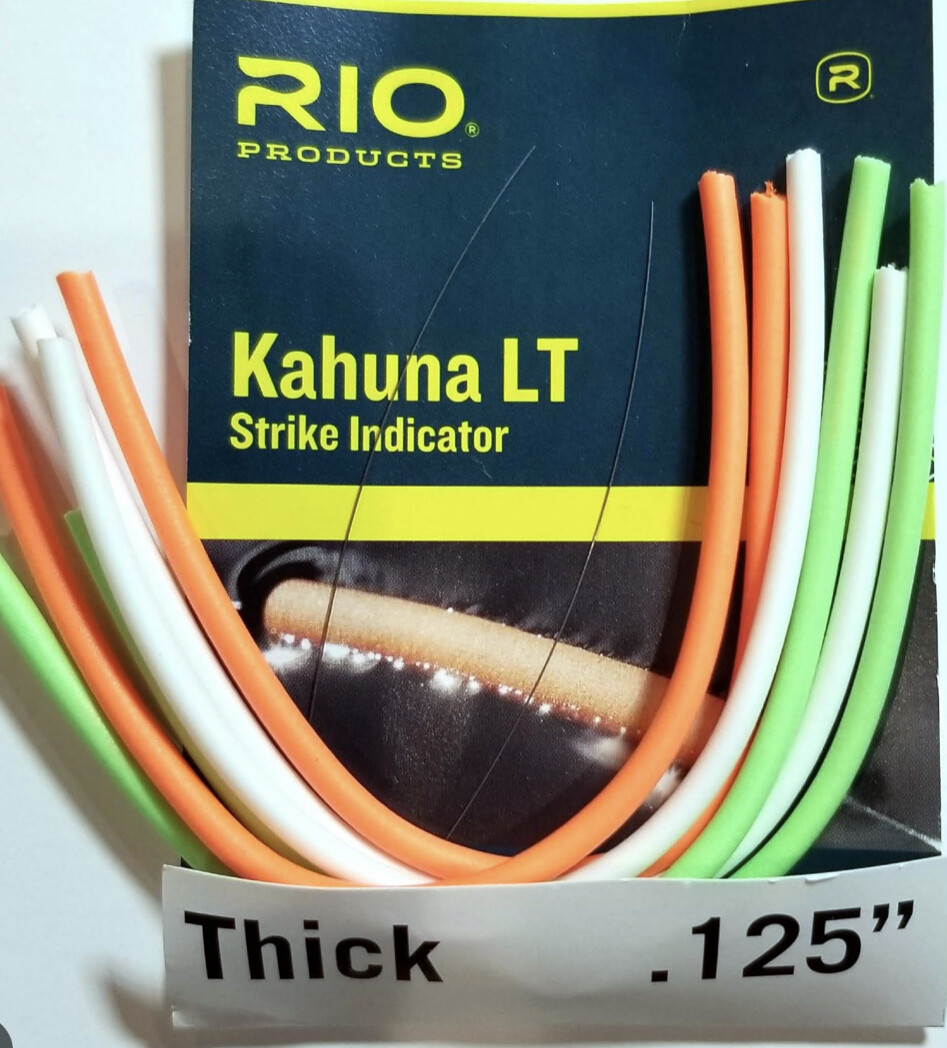 RIO®
PRODUCTS
R
Kahuna LT
Strike Indicator
Thick .125”